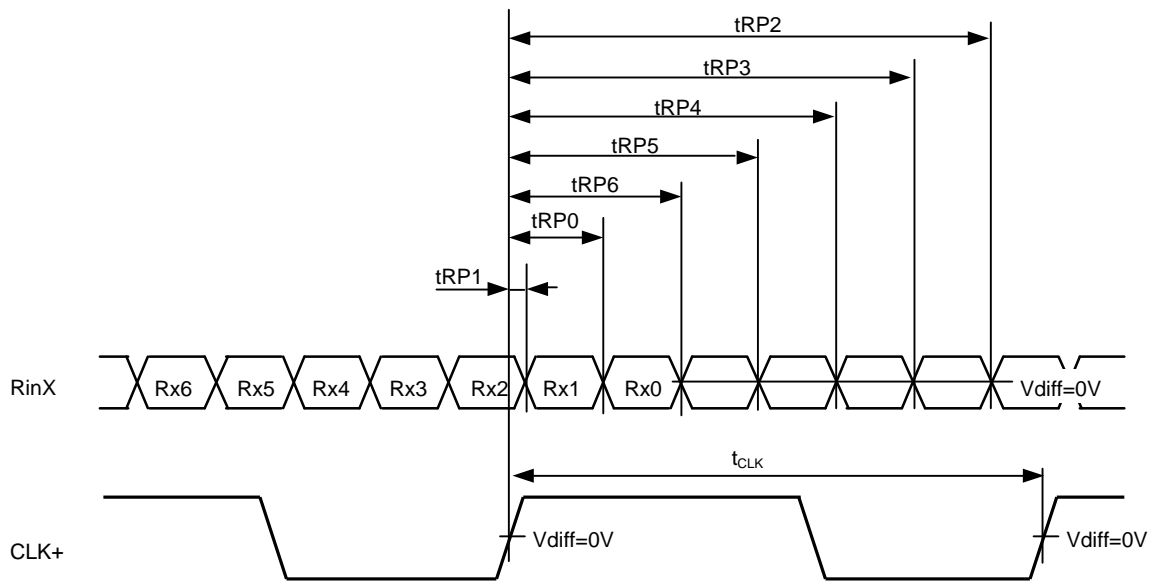 tRP2
tRP3
tRP4
tRP5
tRP6
tRP0
tRP1
RinX Rx6 Rx5 Rx4 Rx3 Rx2 Rx1 Rx0 Vdiff=0V
tCLK
CLK+ Vdiff=0V Vdiff=0V